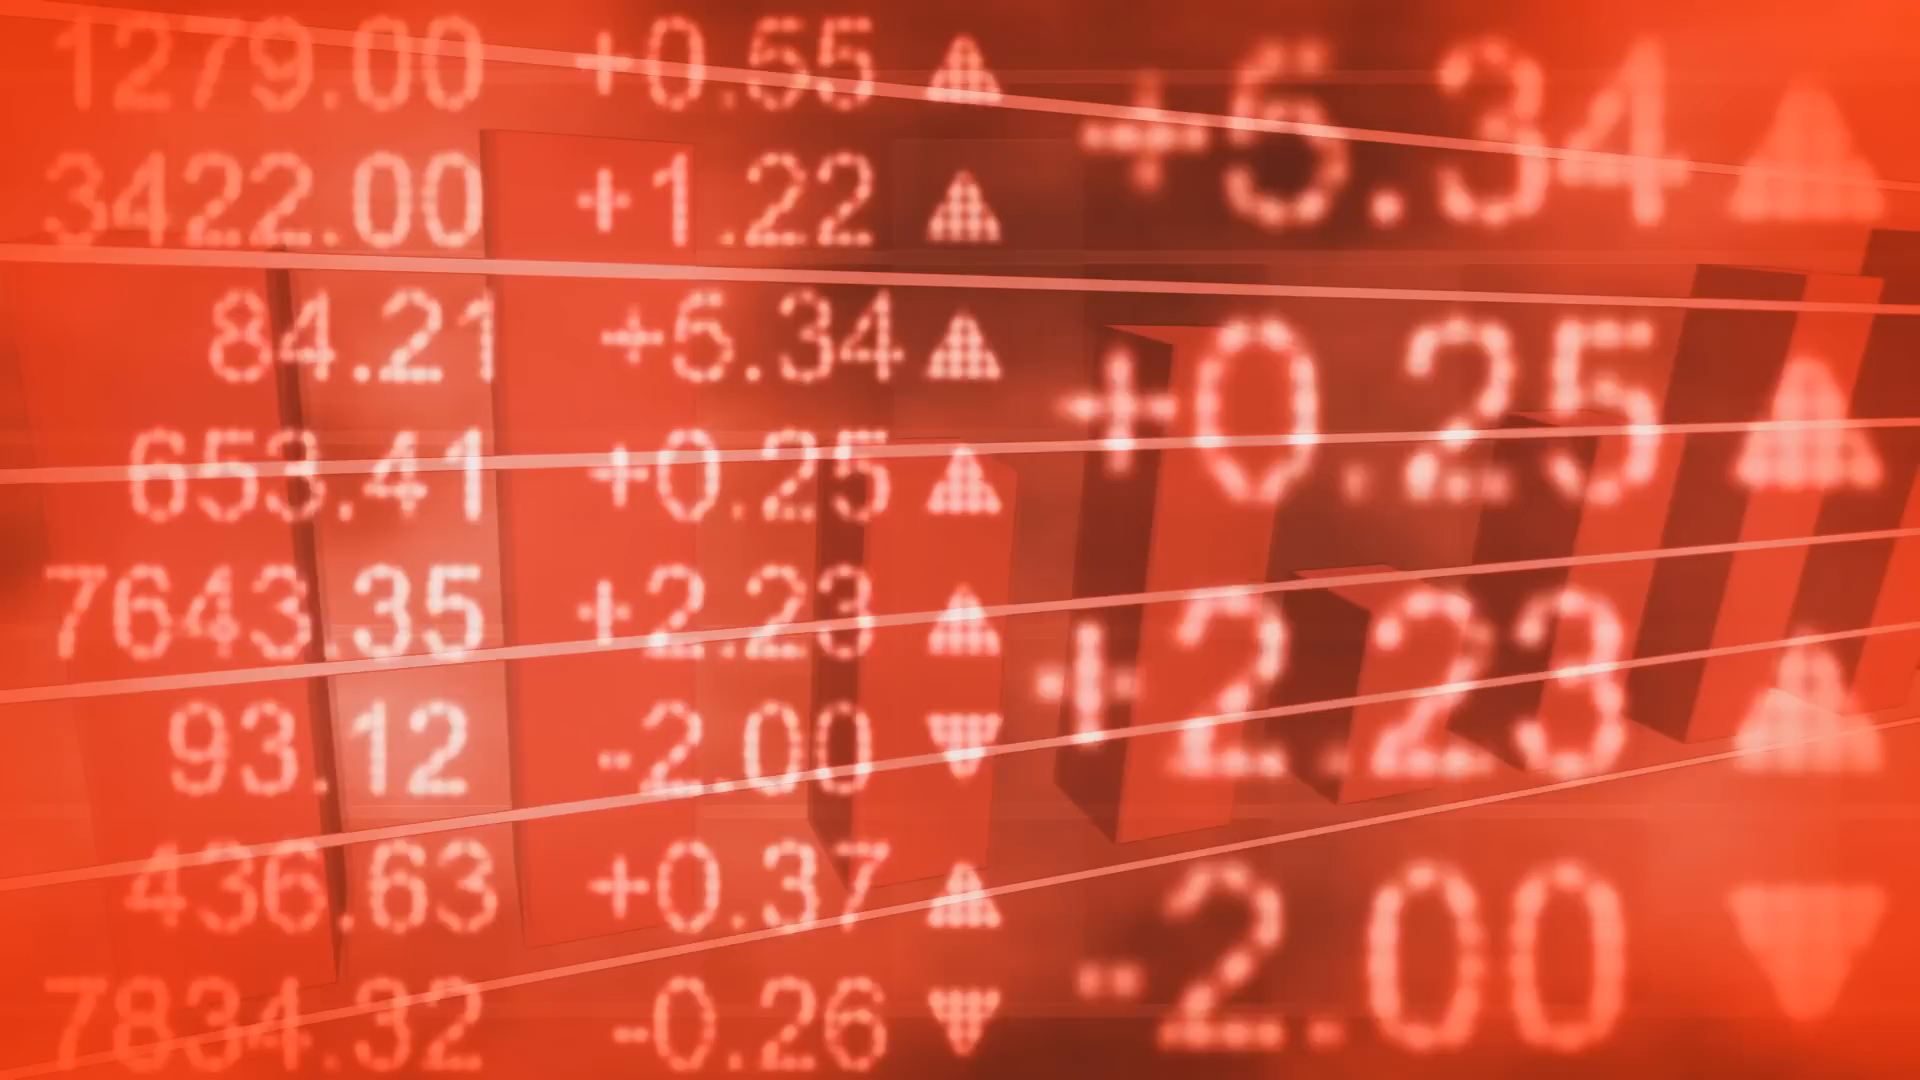 1279.00 +0.55 ▲
3422.00 +1.22 ▲
84.21 +5.34 ▲
653.41 +0.25 ▲
7643.35 +2.23 ▲
93.12 -2.00 ▼
436.63 +0.37 ▲
7834.32 -0.26 ▼
+5.34 ▲
+0.25 ▲
+2.23 ▲
-2.00 ▼